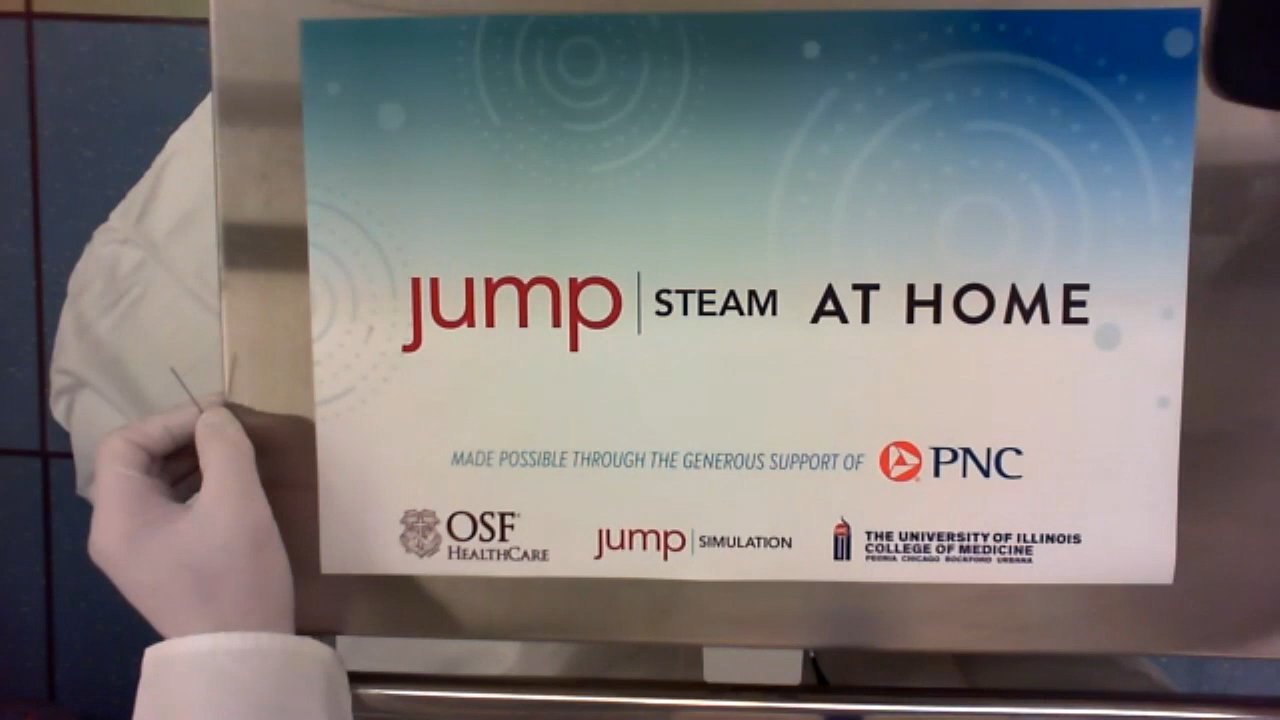 jump | STEAM AT HOME
MADE POSSIBLE THROUGH THE GENEROUS SUPPORT OF PNC
OSF HEALTHCARE
jump | SIMULATION
THE UNIVERSITY OF ILLINOIS
COLLEGE OF MEDICINE
PEORIA CHICAGO ROCKFORD URBANA